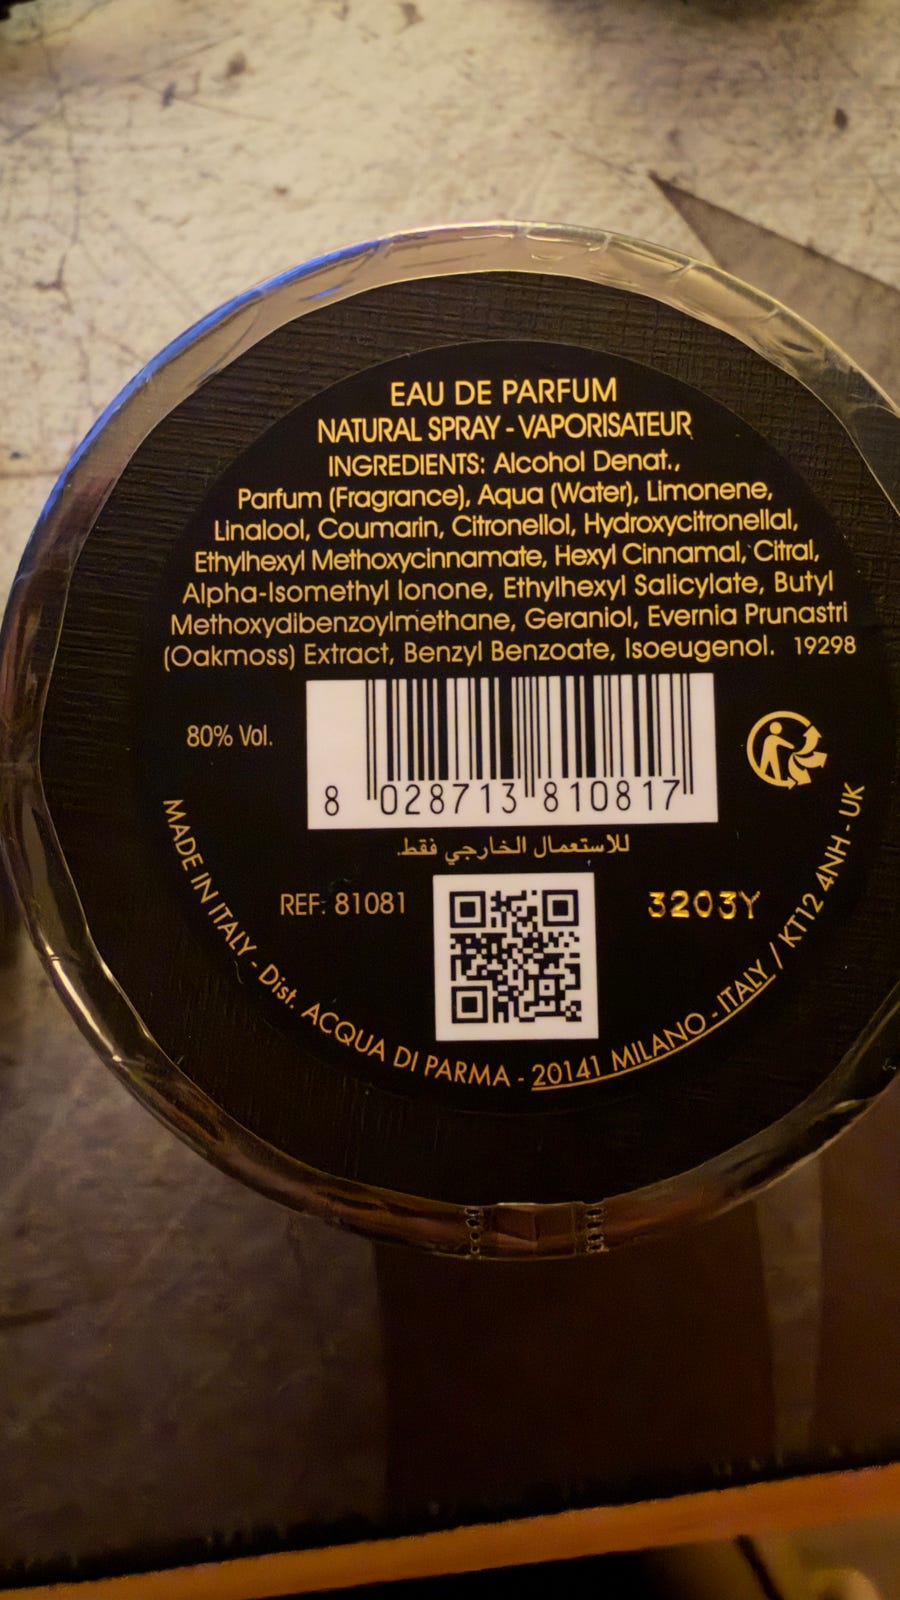 EAU DE PARFUM
NATURAL SPRAY - VAPORISATEUR
INGREDIENTS: Alcohol Denat.,
Parfum (Fragrance), Aqua (Water), Limonene,
Linalool, Coumarin, Citronellol, Hydroxycitronellal,
Ethylhexyl Methoxycinnamate, Hexyl Cinnamal, Citral,
Alpha-Isomethyl Ionone, Ethylhexyl Salicylate, Butyl
Methoxydibenzoylmethane, Geraniol, Evernia Prunastri
(Oakmoss) Extract, Benzyl Benzoate, Isoeugenol. 19298
80% Vol.
8 028713 810817
للاستعمال الخارجي فقط.
REF: 81081
3203Y
MADE IN ITALY - Dist. ACQUA DI PARMA - 20141 MILANO - ITALY / KT12 4NH - UK